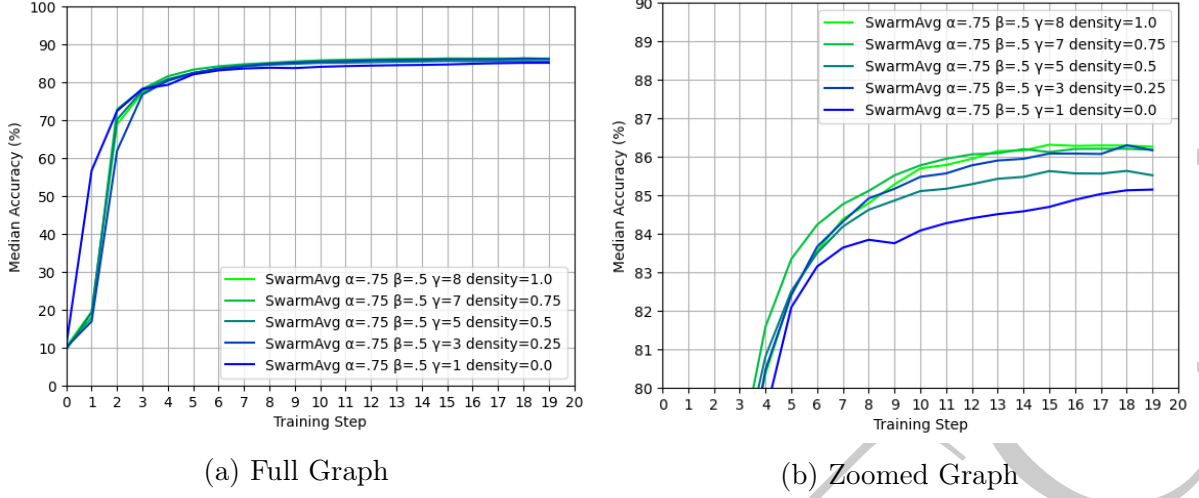 100
90
80
70
60
50
40
30
20
10
0
Median Accuracy (%)
SwarmAvg α=.75 β=.5 γ=8 density=1.0
SwarmAvg α=.75 β=.5 γ=7 density=0.75
SwarmAvg α=.75 β=.5 γ=5 density=0.5
SwarmAvg α=.75 β=.5 γ=3 density=0.25
SwarmAvg α=.75 β=.5 γ=1 density=0.0
0 1 2 3 4 5 6 7 8 9 10 11 12 13 14 15 16 17 18 19 20
Training Step
(a) Full Graph
90
89
88
87
86
85
84
83
82
81
80
Median Accuracy (%)
SwarmAvg α=.75 β=.5 γ=8 density=1.0
SwarmAvg α=.75 β=.5 γ=7 density=0.75
SwarmAvg α=.75 β=.5 γ=5 density=0.5
SwarmAvg α=.75 β=.5 γ=3 density=0.25
SwarmAvg α=.75 β=.5 γ=1 density=0.0
0 1 2 3 4 5 6 7 8 9 10 11 12 13 14 15 16 17 18 19 20
Training Step
(b) Zoomed Graph